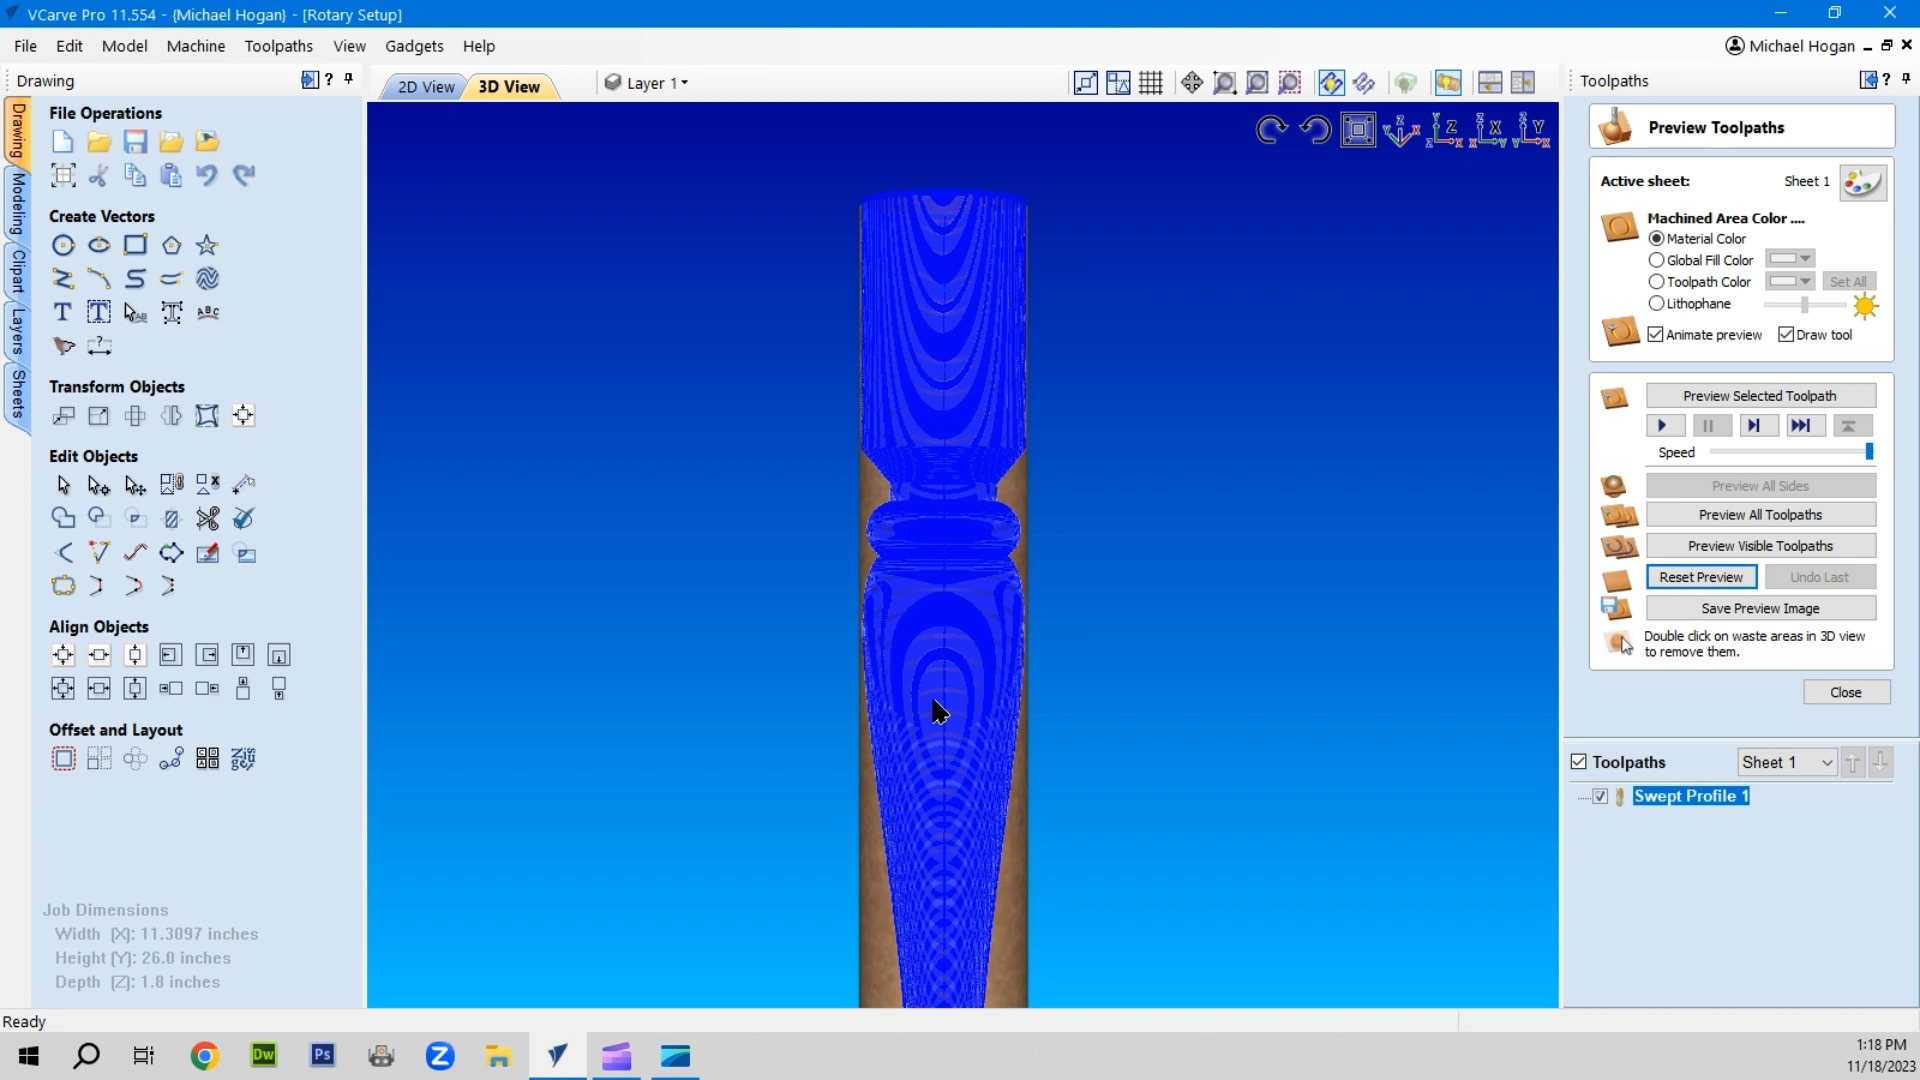 VCarve Pro 11.554 - {Michael Hogan} - [Rotary Setup]
File Edit Model Machine Toolpaths View Gadgets Help
Michael Hogan
Drawing
2D View 3D View
Layer 1
Toolpaths
Drawing
Modeling
Clipart
Layers
Sheets
File Operations
Create Vectors
Transform Objects
Edit Objects
Align Objects
Offset and Layout
Job Dimensions
Width (X): 11.3097 inches
Height (Y): 26.0 inches
Depth (Z): 1.8 inches
Preview Toolpaths
Active sheet: Sheet 1
Machined Area Color ....
Material Color
Global Fill Color
Toolpath Color Set All
Lithophane
Animate preview Draw tool
Preview Selected Toolpath
Speed
Preview All Sides
Preview All Toolpaths
Preview Visible Toolpaths
Reset Preview Undo Last
Save Preview Image
Double click on waste areas in 3D view
to remove them.
Close
Toolpaths Sheet 1
Swept Profile 1
Ready
Dw Ps Z
1:18 PM
11/18/2023